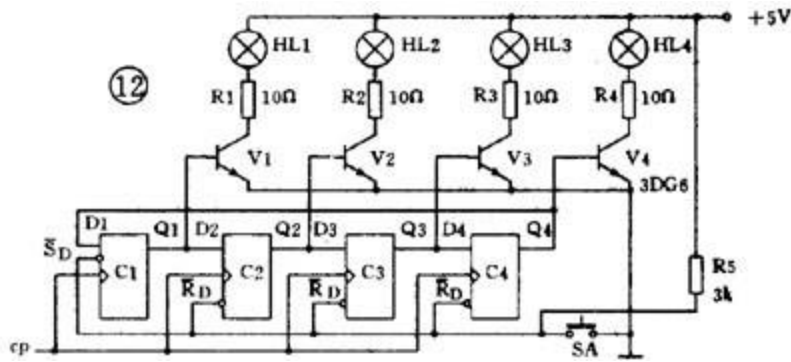 +5V
HL1 HL2 HL3 HL4
12
R1 10Ω R2 10Ω R3 10Ω R4 10Ω
V1 V2 V3 V4
3DG6
D1 Q1 D2 Q2 D3 Q3 D4 Q4
S̄D
C1 C2 C3 C4
R̄D R̄D R̄D
R5
3k
cp
SA